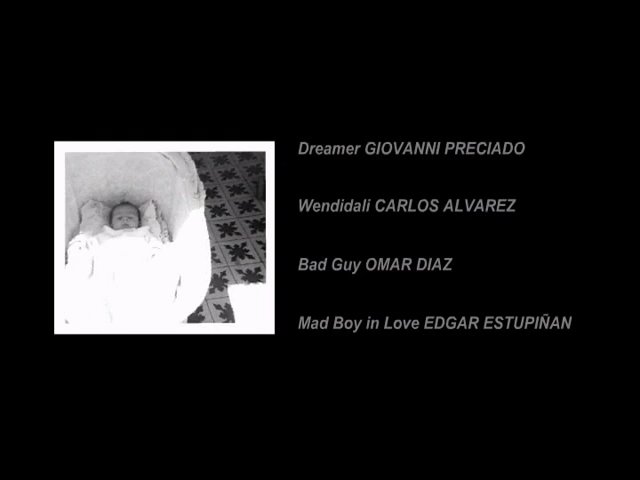 Dreamer GIOVANNI PRECIADO
Wendidali CARLOS ALVAREZ
Bad Guy OMAR DIAZ
Mad Boy in Love EDGAR ESTUPIÑAN